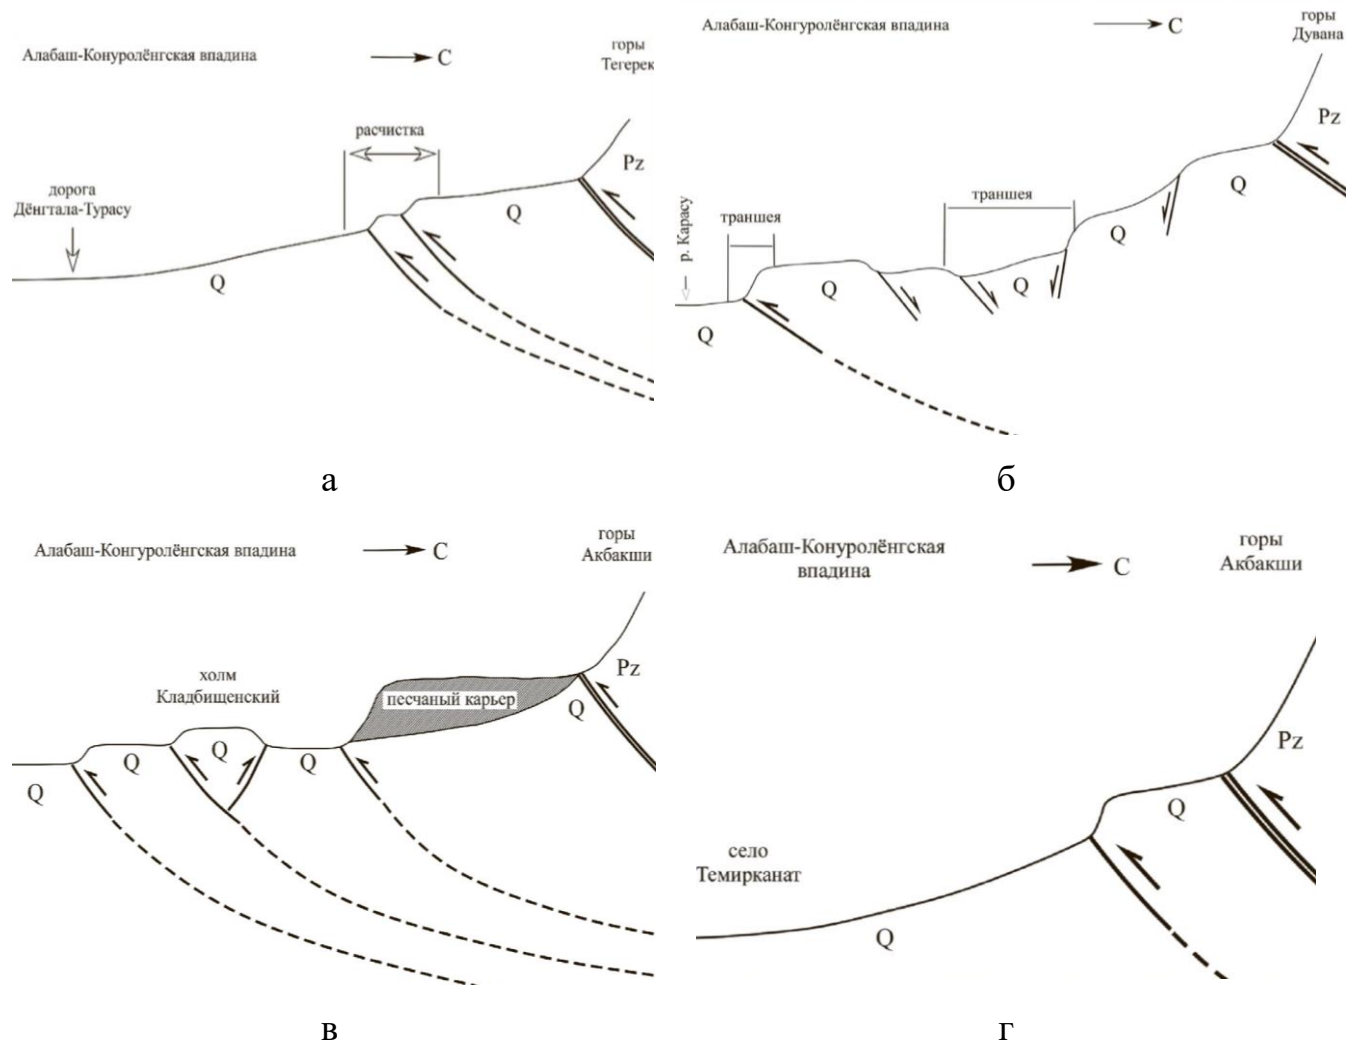 Алабаш-Конуролёнгская впадина
С
горы
Тегерек
расчистка
Pz
дорога
Дёнгтала-Турасу
Q
Q
а
Алабаш-Конгуролёнгская впадина
С
горы
Дувана
Pz
р. Карасу
траншея
траншея
Q
Q
Q
Q
Q
б
Алабаш-Конгуролёнгская впадина
С
горы
Акбакши
холм
Кладбищенский
песчаный карьер
Pz
Q
Q
Q
Q
Q
в
Алабаш-Конуролёнгская
впадина
С
горы
Акбакши
Pz
Q
село
Темирканат
Q
г